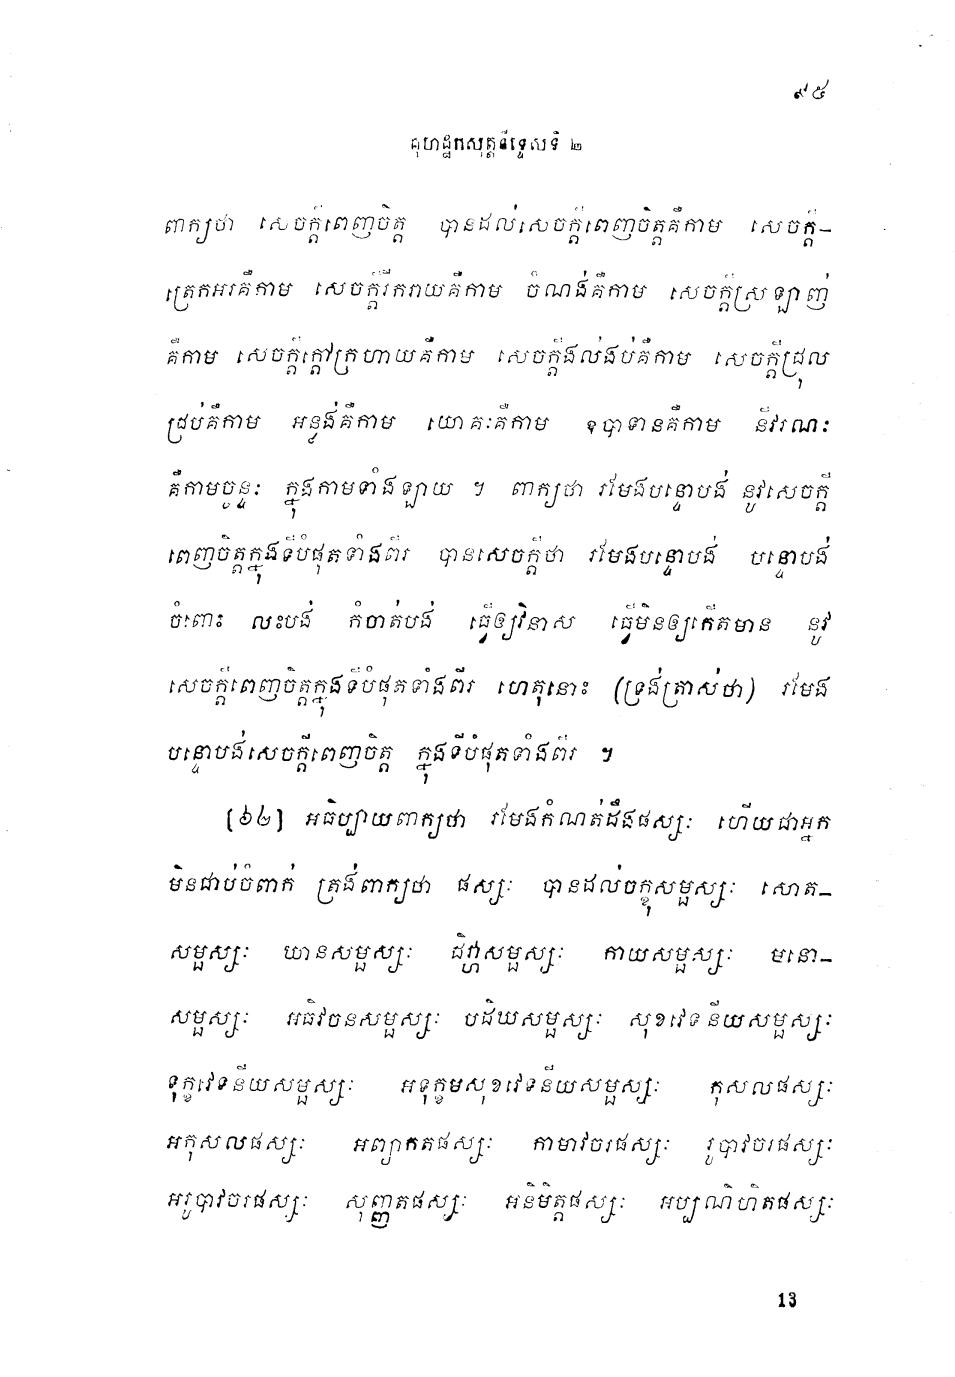 ៩៥
គុហដ្ឋកសុត្តនិទ្ទេសទី ២
ពាក្យថា សេចក្តីពេញចិត្ត បានដល់សេចក្តីពេញចិត្តគឺកាម សេចក្តី-
ត្រេកអរគឺកាម សេចក្តីរីករាយគឺកាម ចំណង់គឺកាម សេចក្តីស្រឡាញ់
គឺកាម សេចក្តីក្តៅក្រហាយគឺកាម សេចក្តីងល់ងប់គឺកាម សេចក្តីជ្រុល
ជ្រប់គឺកាម អន្លង់គឺកាម យោគៈគឺកាម ឧបាទានគឺកាម នីវរណៈ
គឺកាមច្ឆន្ទៈ ក្នុងកាមទាំងឡាយ ។ ពាក្យថា រមែងបន្ទោបង់ នូវសេចក្តី
ពេញចិត្តក្នុងទីបំផុតទាំងពីរ បានសេចក្តីថា រមែងបន្ទោបង់ បន្ទោបង់
ចំពោះ លះបង់ កំចាត់បង់ ធ្វើឲ្យវិនាស ធ្វើមិនឲ្យកើតមាន នូវ
សេចក្តីពេញចិត្តក្នុងទីបំផុតទាំងពីរ ហេតុនោះ (ទ្រង់ត្រាស់ថា) រមែង
បន្ទោបង់សេចក្តីពេញចិត្ត ក្នុងទីបំផុតទាំងពីរ ។
[៦២] អធិប្បាយពាក្យថា រមែងកំណត់ដឹងផស្សៈ ហើយជាអ្នក
មិនជាប់ចំពាក់ ត្រង់ពាក្យថា ផស្សៈ បានដល់ចក្ខុសម្ផស្សៈ សោត-
សម្ផស្សៈ ឃានសម្ផស្សៈ ជិវ្ហាសម្ផស្សៈ កាយសម្ផស្សៈ មនោ-
សម្ផស្សៈ អធិវចនសម្ផស្សៈ បដិឃសម្ផស្សៈ សុខវេទនីយសម្ផស្សៈ
ទុក្ខវេទនីយសម្ផស្សៈ អទុក្ខមសុខវេទនីយសម្ផស្សៈ កុសលផស្សៈ
អកុសលផស្សៈ អព្យាកតផស្សៈ កាមាវចរផស្សៈ រូបាវចរផស្សៈ
អរូបាវចរផស្សៈ សុញ្ញតផស្សៈ អនិមិត្តផស្សៈ អប្បណិហិតផស្សៈ
13